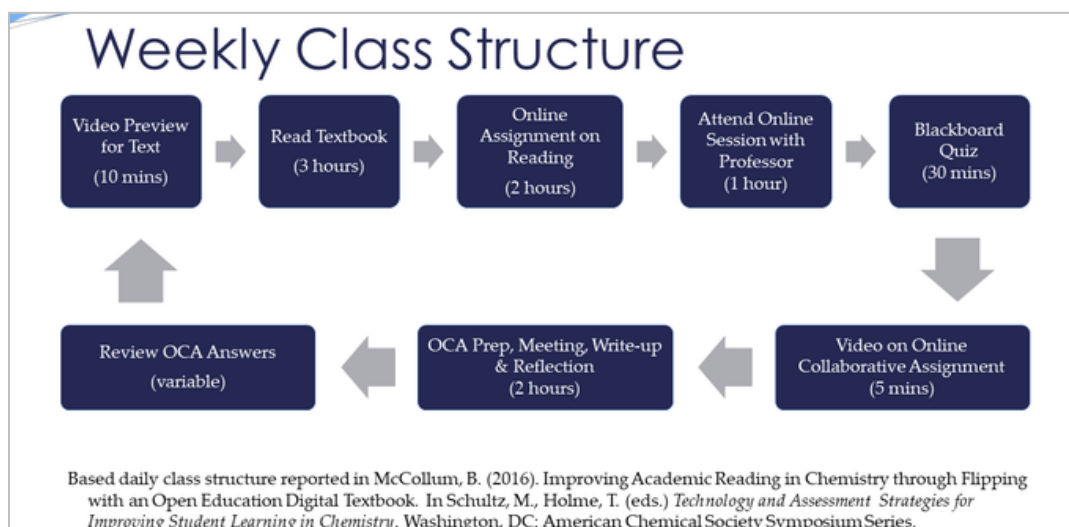 Weekly Class Structure
Video Preview
for Text
(10 mins)
Read Textbook
(3 hours)
Online
Assignment on
Reading
(2 hours)
Attend Online
Session with
Professor
(1 hour)
Blackboard
Quiz
(30 mins)
Video on Online
Collaborative Assignment
(5 mins)
OCA Prep, Meeting, Write-up
& Reflection
(2 hours)
Review OCA Answers
(variable)
Based daily class structure reported in McCollum, B. (2016). Improving Academic Reading in Chemistry through Flipping
with an Open Education Digital Textbook. In Schultz, M., Holme, T. (eds.) Technology and Assessment Strategies for
Improving Student Learning in Chemistry. Washington, DC: American Chemical Society Symposium Series.